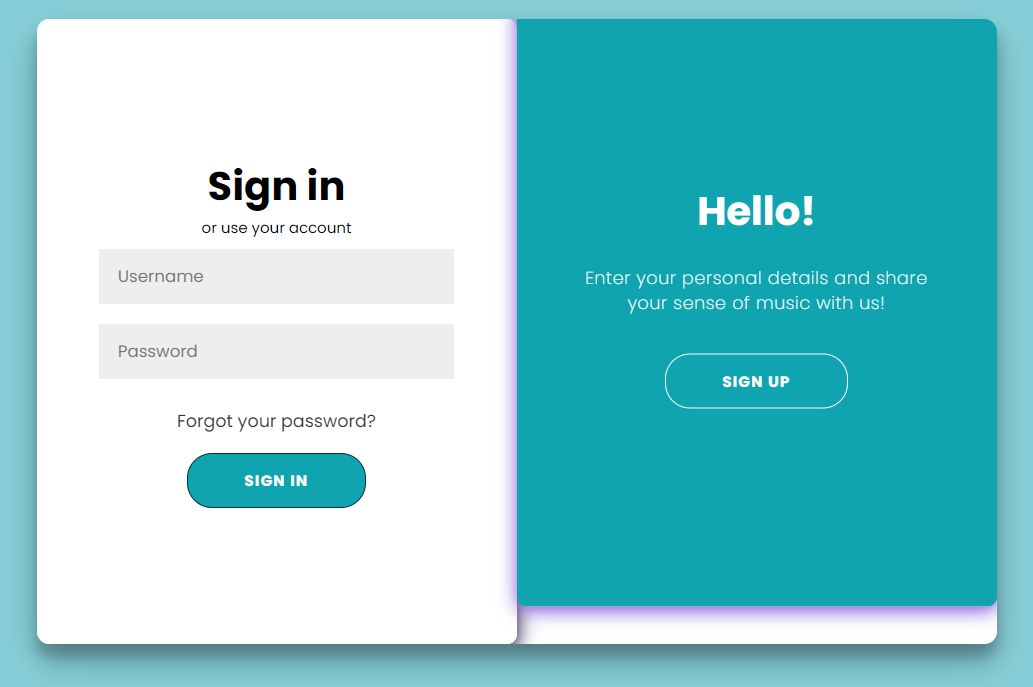 Sign in
or use your account
Username
Password
Forgot your password?
SIGN IN
Hello!
Enter your personal details and share
your sense of music with us!
SIGN UP